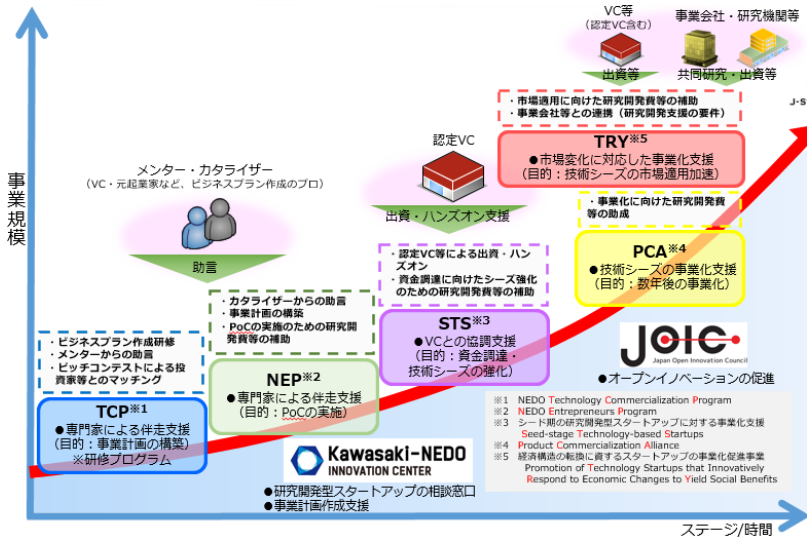 VC等
（認定VC含む）
事業会社・研究機関等
出資等
共同研究・出資等
・市場適用に向けた研究開発費等の補助
・事業会社等との連携（研究開発支援の要件）
J-S
TRY※5
●市場変化に対応した事業化支援
（目的：技術シーズの市場適用加速）
認定VC
出資・ハンズオン支援
メンター・カタライザー
（VC・元起業家など、ビジネスプラン作成のプロ）
助言
事業規模
・事業化に向けた研究開発費
等の助成
PCA※4
●技術シーズの事業化支援
（目的：数年後の事業化）
・認定VC等による出資・ハン
ズオン
・資金調達に向けたシーズ強化
のための研究開発費等の補助
STS※3
●VCとの協調支援
（目的：資金調達・
技術シーズの強化）
・カタライザーからの助言
・事業計画の構築
・PoCの実施のための研究開
発費等の補助
NEP※2
●専門家による伴走支援
（目的：PoCの実施）
・ビジネスプラン作成研修
・メンターからの助言
・ピッチコンテストによる投
資家等とのマッチング
TCP※1
●専門家による伴走支援
（目的：事業計画の構築）
※研修プログラム
JOIC
Japan Open Innovation Council
●オープンイノベーションの促進
Kawasaki-NEDO
INNOVATION CENTER
●研究開発型スタートアップの相談窓口
●事業計画作成支援
※1 NEDO Technology Commercialization Program
※2 NEDO Entrepreneurs Program
※3 シード期の研究開発型スタートアップに対する事業化支援
Seed-stage Technology-based Startups
※4 Product Commercialization Alliance
※5 経済構造の転換に資するスタートアップの事業化促進事業
Promotion of Technology Startups that Innovatively
Respond to Economic Changes to Yield Social Benefits
ステージ/時間